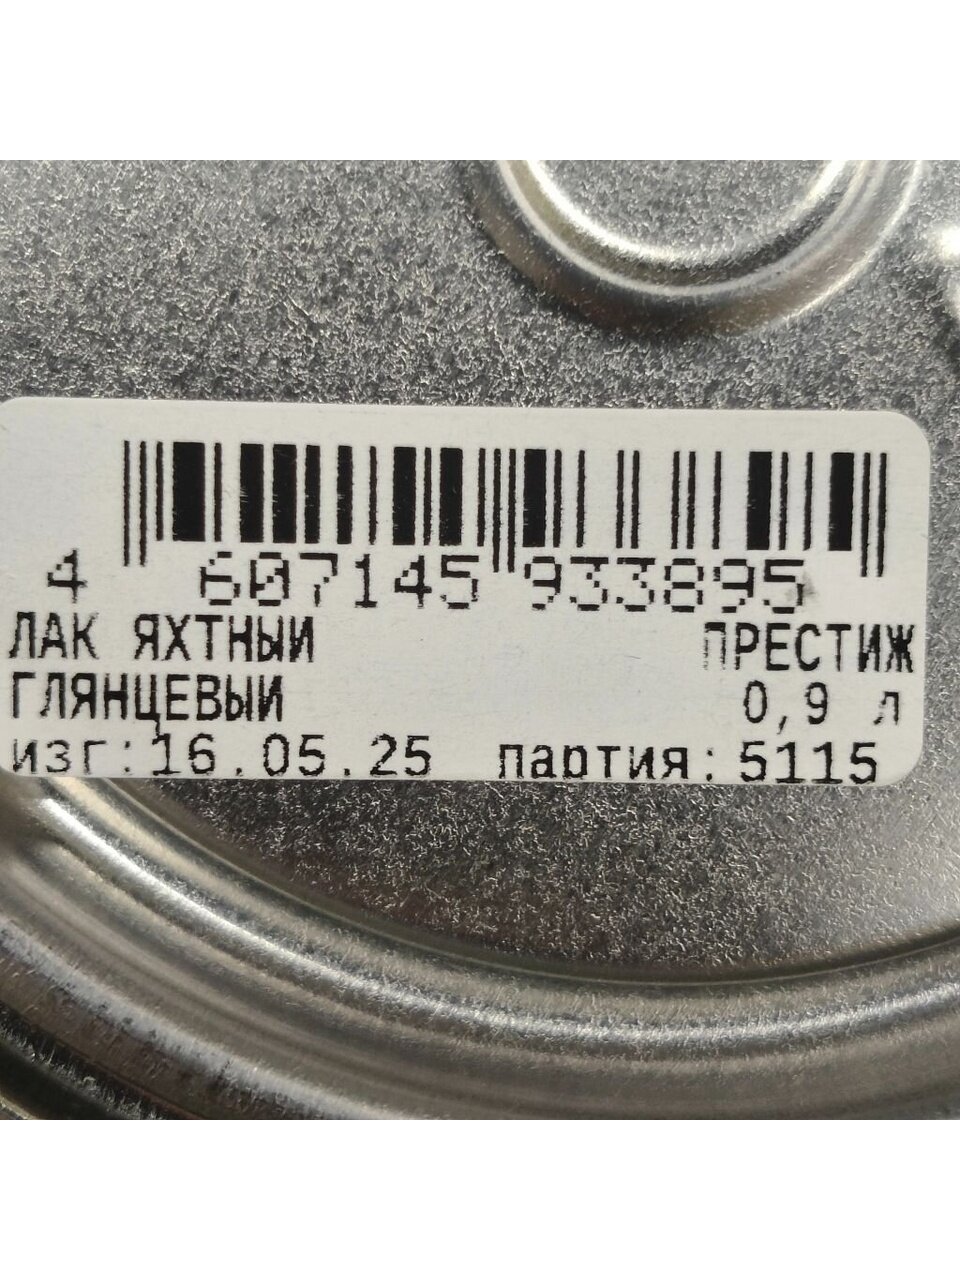 4 607145 933895
ЛАК ЯХТНЫЙ ПРЕСТИЖ
ГЛЯНЦЕВЫЙ 0,9 л
изг:16.05.25 партия:5115